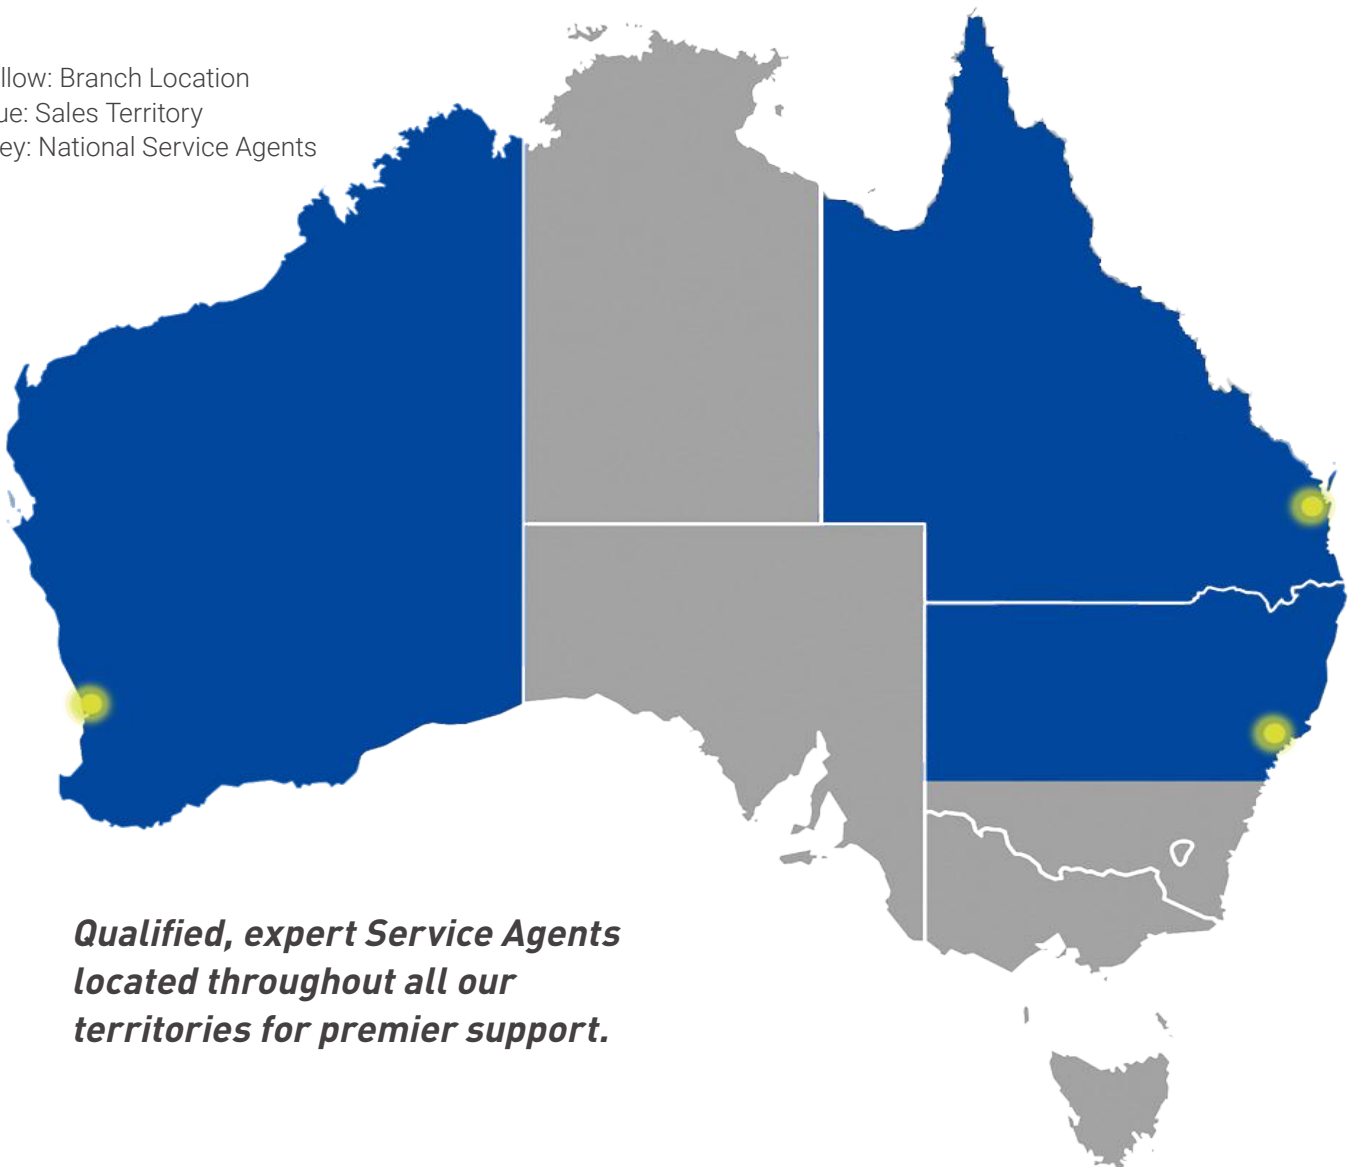 llow: Branch Location
ue: Sales Territory
ey: National Service Agents
Qualified, expert Service Agents
located throughout all our
territories for premier support.